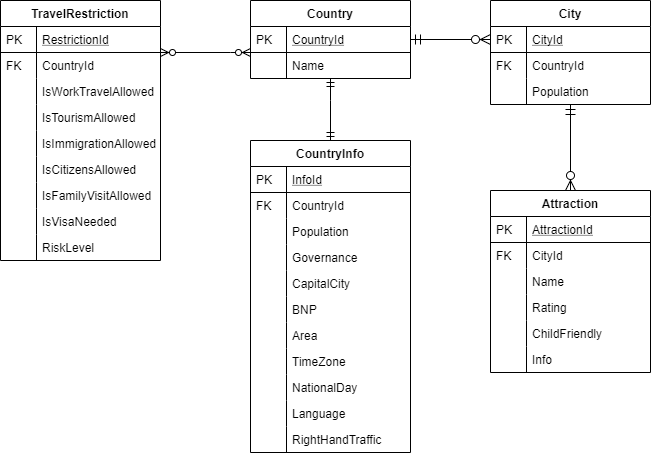 TravelRestriction
PK RestrictionId
FK CountryId
IsWorkTravelAllowed
IsTourismAllowed
IsImmigrationAllowed
IsCitizensAllowed
IsFamilyVisitAllowed
IsVisaNeeded
RiskLevel
Country
PK CountryId
Name
City
PK CityId
FK CountryId
Population
CountryInfo
PK InfoId
FK CountryId
Population
Governance
CapitalCity
BNP
Area
TimeZone
NationalDay
Language
RightHandTraffic
Attraction
PK AttractionId
FK CityId
Name
Rating
ChildFriendly
Info